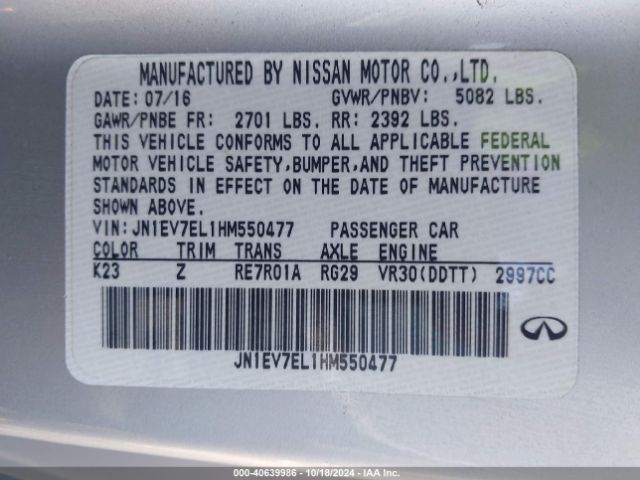 MANUFACTURED BY NISSAN MOTOR CO.,LTD.
DATE: 07/16 GVWR/PNBV: 5082 LBS.
GAWR/PNBE FR: 2701 LBS. RR: 2392 LBS.
THIS VEHICLE CONFORMS TO ALL APPLICABLE FEDERAL
MOTOR VEHICLE SAFETY,BUMPER,AND THEFT PREVENTION
STANDARDS IN EFFECT ON THE DATE OF MANUFACTURE
SHOWN ABOVE.
VIN: JN1EV7EL1HM550477 PASSENGER CAR
COLOR TRIM TRANS AXLE ENGINE
K23 Z RE7R01A RG29 VR30(DDTT) 2997CC
JN1EV7EL1HM550477
000-40639986 - 10/18/2024 - IAA Inc.